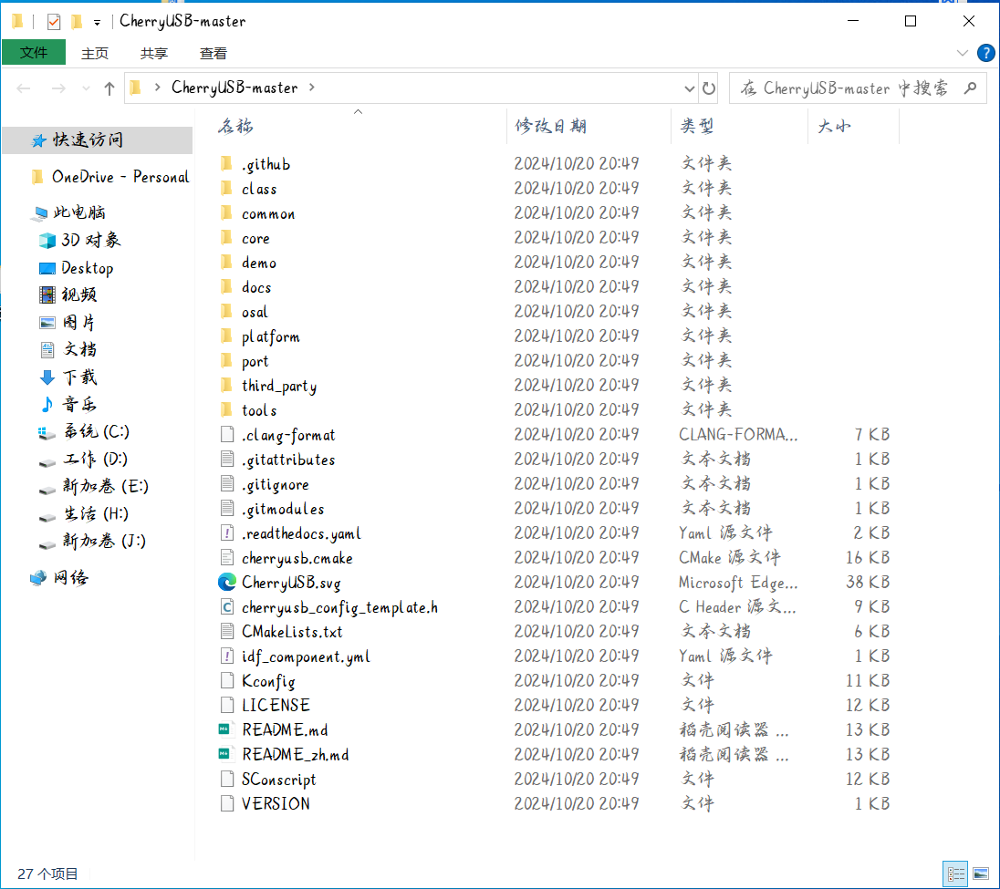 CherryUSB-master
文件 主页 共享 查看
CherryUSB-master 在 CherryUSB-master 中搜索
快速访问
OneDrive - Personal
此电脑
3D 对象
Desktop
视频
图片
文档
下载
音乐
系统 (C:)
工作 (D:)
新加卷 (E:)
生活 (H:)
新加卷 (J:)
网络
名称 修改日期 类型 大小
.github 2024/10/20 20:49 文件夹
class 2024/10/20 20:49 文件夹
common 2024/10/20 20:49 文件夹
core 2024/10/20 20:49 文件夹
demo 2024/10/20 20:49 文件夹
docs 2024/10/20 20:49 文件夹
osal 2024/10/20 20:49 文件夹
platform 2024/10/20 20:49 文件夹
port 2024/10/20 20:49 文件夹
third_party 2024/10/20 20:49 文件夹
tools 2024/10/20 20:49 文件夹
.clang-format 2024/10/20 20:49 CLANG-FORMA... 7 KB
.gitattributes 2024/10/20 20:49 文本文档 1 KB
.gitignore 2024/10/20 20:49 文本文档 1 KB
.gitmodules 2024/10/20 20:49 文本文档 1 KB
.readthedocs.yaml 2024/10/20 20:49 Yaml 源文件 2 KB
cherryusb.cmake 2024/10/20 20:49 CMake 源文件 16 KB
CherryUSB.svg 2024/10/20 20:49 Microsoft Edge... 38 KB
cherryusb_config_template.h 2024/10/20 20:49 C Header 源文... 9 KB
CMakeLists.txt 2024/10/20 20:49 文本文档 6 KB
idf_component.yml 2024/10/20 20:49 Yaml 源文件 1 KB
Kconfig 2024/10/20 20:49 文件 11 KB
LICENSE 2024/10/20 20:49 文件 12 KB
README.md 2024/10/20 20:49 稻壳阅读器 ... 13 KB
README_zh.md 2024/10/20 20:49 稻壳阅读器 ... 13 KB
SConscript 2024/10/20 20:49 文件 12 KB
VERSION 2024/10/20 20:49 文件 1 KB
27 个项目